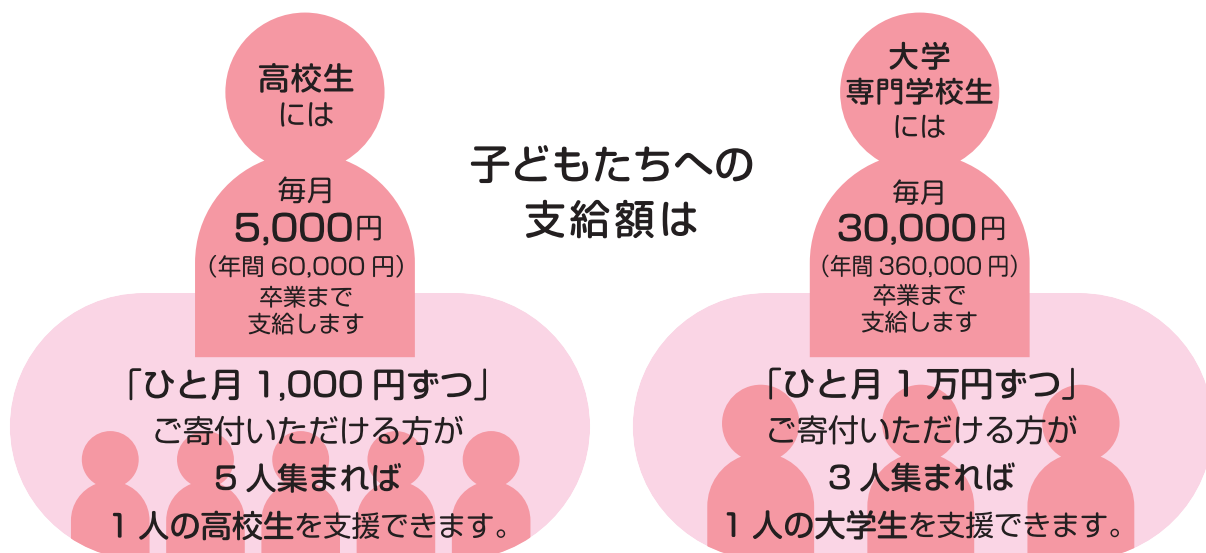 高校生
には
毎月
5,000円
（年間 60,000 円）
卒業まで
支給します
子どもたちへの
支給額は
大学
専門学校生
には
毎月
30,000円
（年間 360,000 円）
卒業まで
支給します
「ひと月 1,000 円ずつ」
ご寄付いただける方が
5 人集まれば
1 人の高校生を支援できます。
「ひと月 1 万円ずつ」
ご寄付いただける方が
3 人集まれば
1 人の大学生を支援できます。